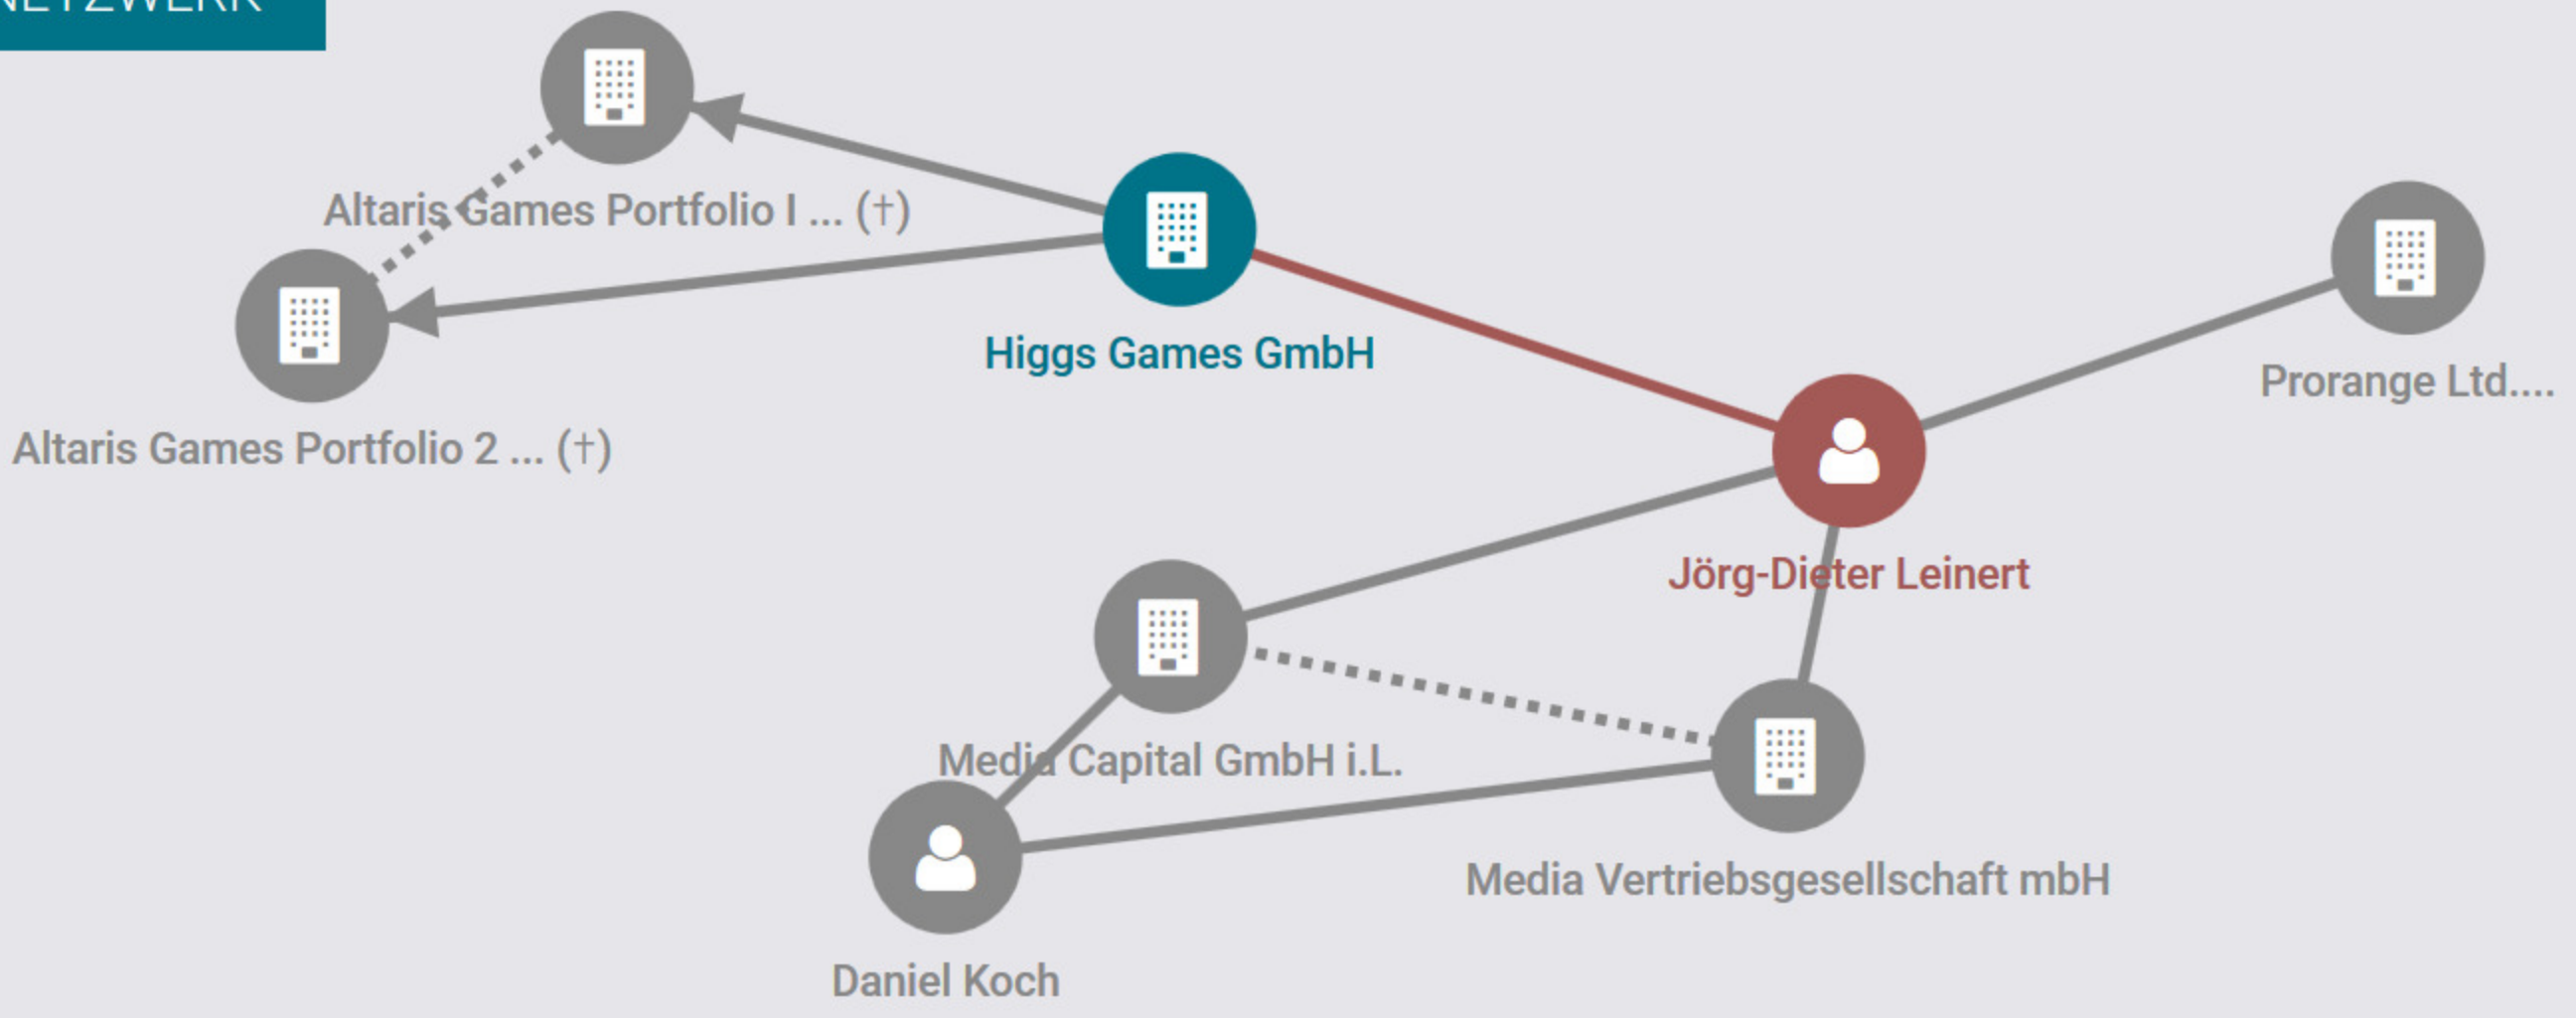 NETZWERK
Altaris Games Portfolio I ... (†)
Higgs Games GmbH
Prorange Ltd....
Altaris Games Portfolio 2 ... (†)
Jörg-Dieter Leinert
Media Capital GmbH i.L.
Media Vertriebsgesellschaft mbH
Daniel Koch